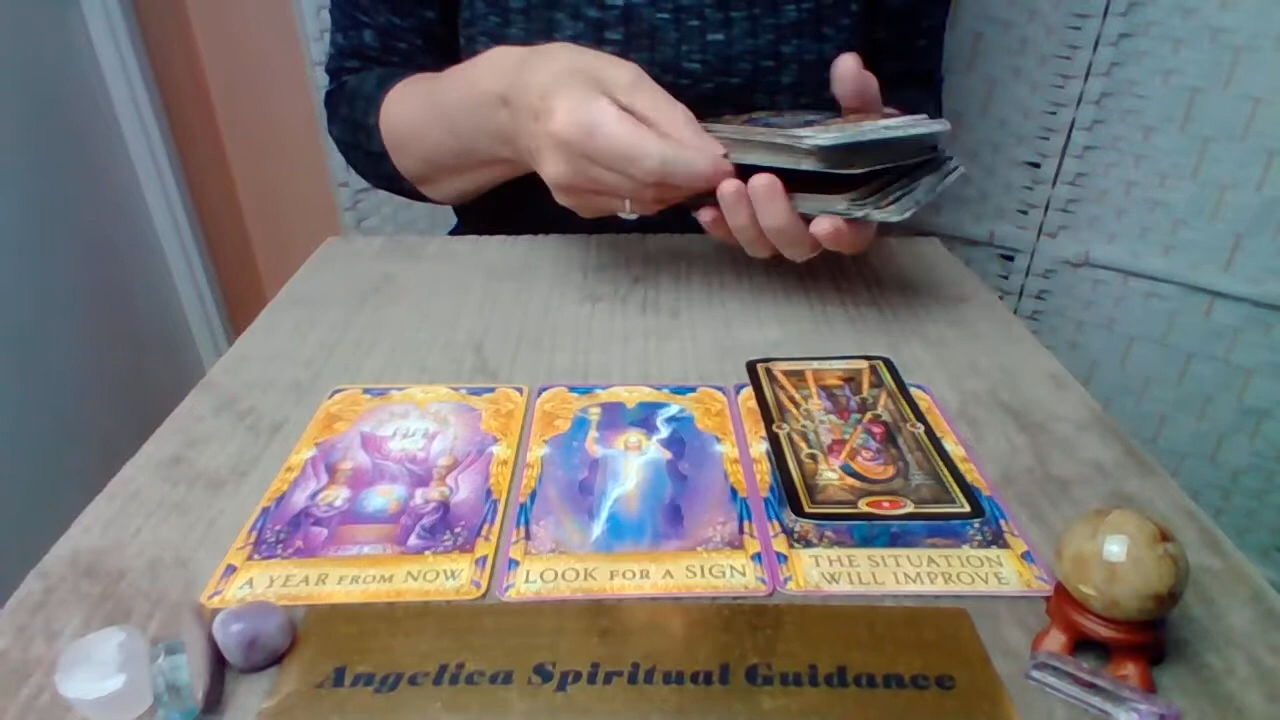 A YEAR FROM NOW
LOOK FOR A SIGN
THE SITUATION
WILL IMPROVE
Angelica Spiritual Guidance